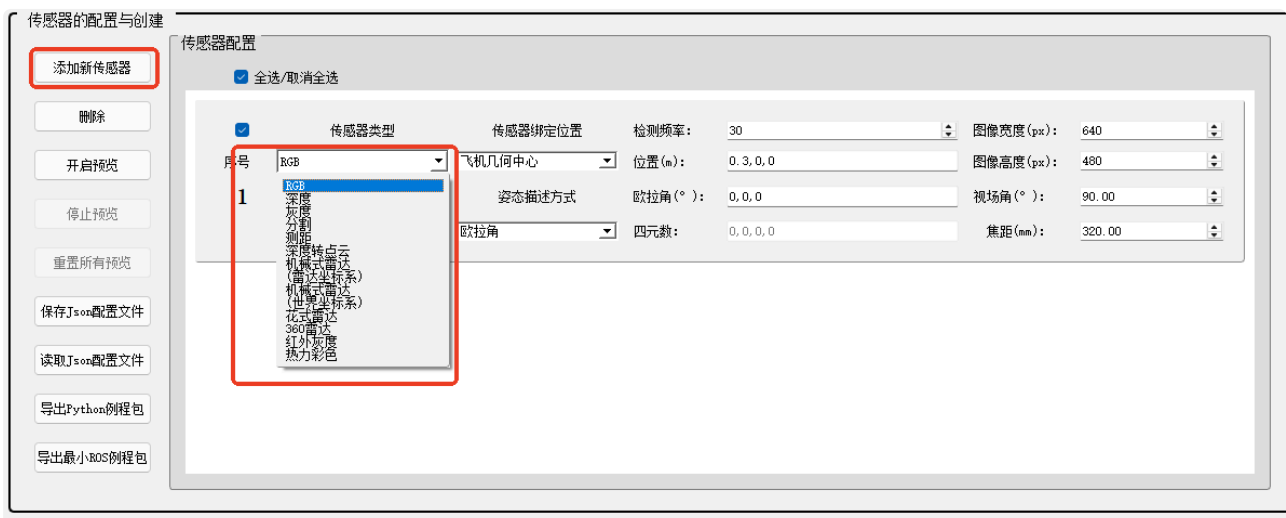 传感器的配置与创建
添加新传感器
删除
开启预览
停止预览
重置所有预览
保存Json配置文件
读取Json配置文件
导出Python例程包
导出最小ROS例程包
传感器配置
全选/取消全选
传感器类型 传感器绑定位置 检测频率： 30 图像宽度(px)： 640
序号 RGB 飞机几何中心 位置(m)： 0.3,0,0 图像高度(px)： 480
1 姿态描述方式 欧拉角(°)： 0,0,0 视场角(°)： 90.00
欧拉角 四元数： 0,0,0,0 焦距(mm)： 320.00
RGB
深度
灰度
分割
测距
深度转点云
机械式雷达
(雷达坐标系)
机械式雷达
(世界坐标系)
花式雷达
360雷达
红外灰度
热力彩色